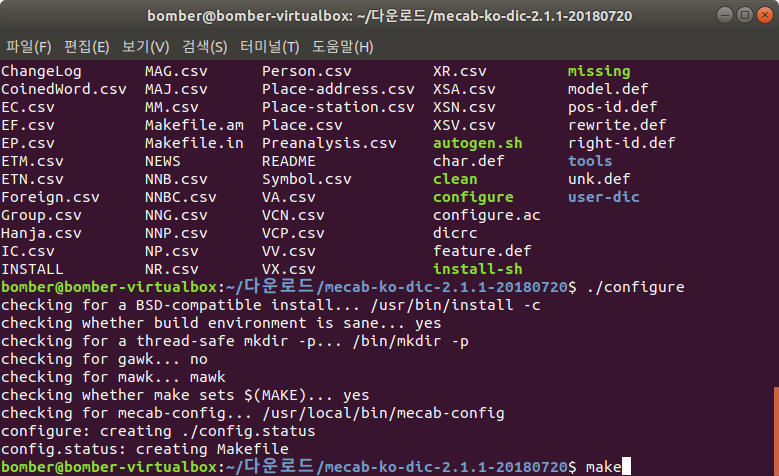 bomber@bomber-virtualbox: ~/다운로드/mecab-ko-dic-2.1.1-20180720
파일(F) 편집(E) 보기(V) 검색(S) 터미널(T) 도움말(H)
ChangeLog MAG.csv Person.csv XR.csv missing
CoinedWord.csv MAJ.csv Place-address.csv XSA.csv model.def
EC.csv MM.csv Place-station.csv XSN.csv pos-id.def
EF.csv Makefile.am Place.csv XSV.csv rewrite.def
EP.csv Makefile.in Preanalysis.csv autogen.sh right-id.def
ETM.csv NEWS README char.def tools
ETN.csv NNB.csv Symbol.csv clean unk.def
Foreign.csv NNBC.csv VA.csv configure user-dic
Group.csv NNG.csv VCN.csv configure.ac
Hanja.csv NNP.csv VCP.csv dicrc
IC.csv NP.csv VV.csv feature.def
INSTALL NR.csv VX.csv install-sh
bomber@bomber-virtualbox:~/다운로드/mecab-ko-dic-2.1.1-20180720$ ./configure
checking for a BSD-compatible install... /usr/bin/install -c
checking whether build environment is sane... yes
checking for a thread-safe mkdir -p... /bin/mkdir -p
checking for gawk... no
checking for mawk... mawk
checking whether make sets $(MAKE)... yes
checking for mecab-config... /usr/local/bin/mecab-config
configure: creating ./config.status
config.status: creating Makefile
bomber@bomber-virtualbox:~/다운로드/mecab-ko-dic-2.1.1-20180720$ make